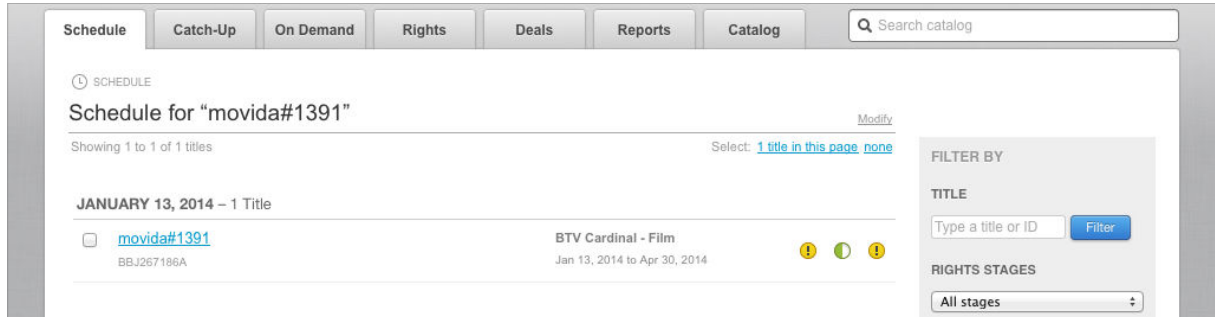 Schedule Catch-Up On Demand Rights Deals Reports Catalog Search catalog
SCHEDULE
Schedule for “movida#1391”
Modify
Showing 1 to 1 of 1 titles Select: 1 title in this page none
FILTER BY
TITLE
JANUARY 13, 2014 – 1 Title
Type a title or ID Filter
movida#1391 BTV Cardinal - Film
BBJ267186A Jan 13, 2014 to Apr 30, 2014
RIGHTS STAGES
All stages